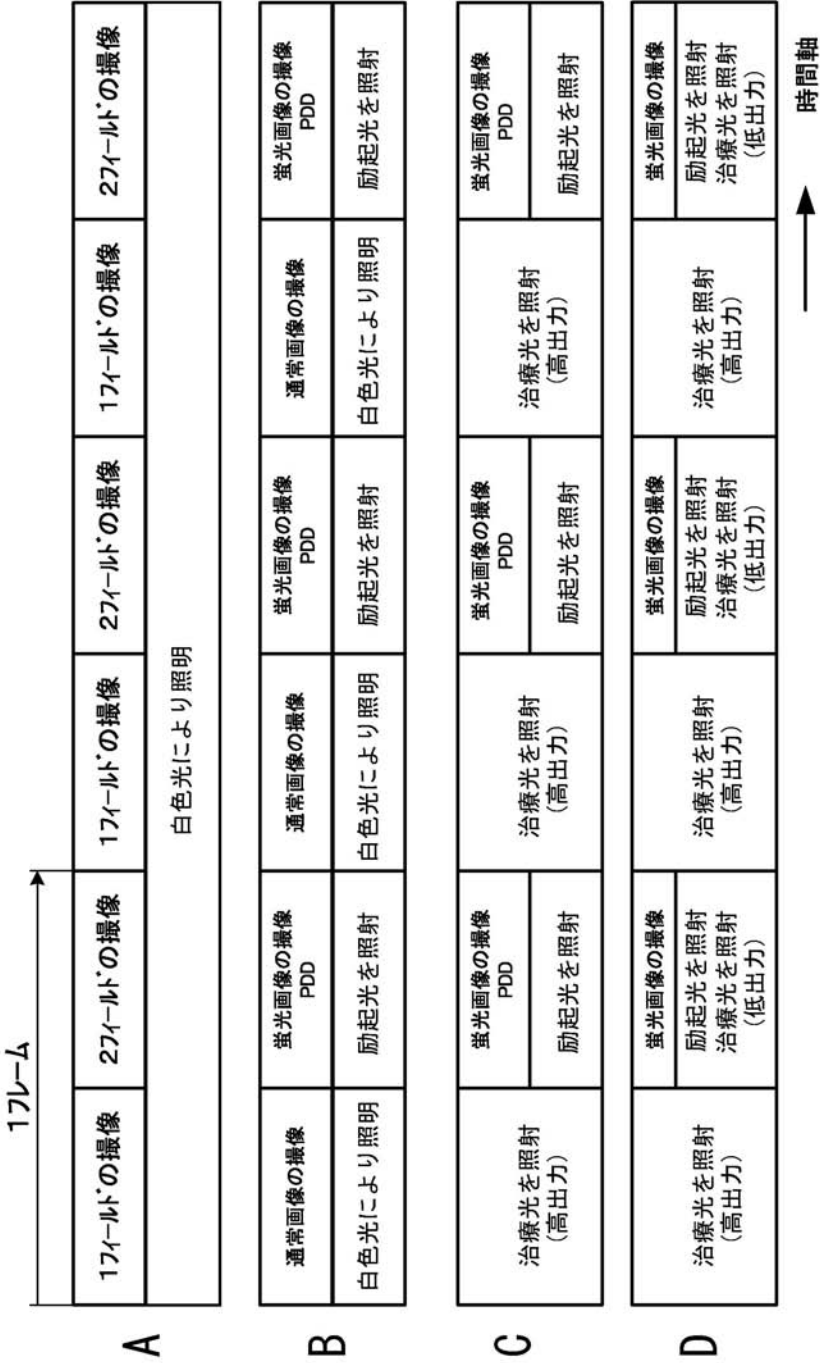 1フレーム
A
1フィールドの撮像
2フィールドの撮像
1フィールドの撮像
2フィールドの撮像
1フィールドの撮像
2フィールドの撮像
白色光により照明
B
通常画像の撮像
白色光により照明
蛍光画像の撮像
PDD
励起光を照射
通常画像の撮像
白色光により照明
蛍光画像の撮像
PDD
励起光を照射
通常画像の撮像
白色光により照明
蛍光画像の撮像
PDD
励起光を照射
C
治療光を照射
(高出力)
蛍光画像の撮像
PDD
励起光を照射
治療光を照射
(高出力)
蛍光画像の撮像
PDD
励起光を照射
治療光を照射
(高出力)
蛍光画像の撮像
PDD
励起光を照射
D
治療光を照射
(高出力)
蛍光画像の撮像
励起光を照射
治療光を照射
(低出力)
治療光を照射
(高出力)
蛍光画像の撮像
励起光を照射
治療光を照射
(低出力)
治療光を照射
(高出力)
蛍光画像の撮像
励起光を照射
治療光を照射
(低出力)
時間軸